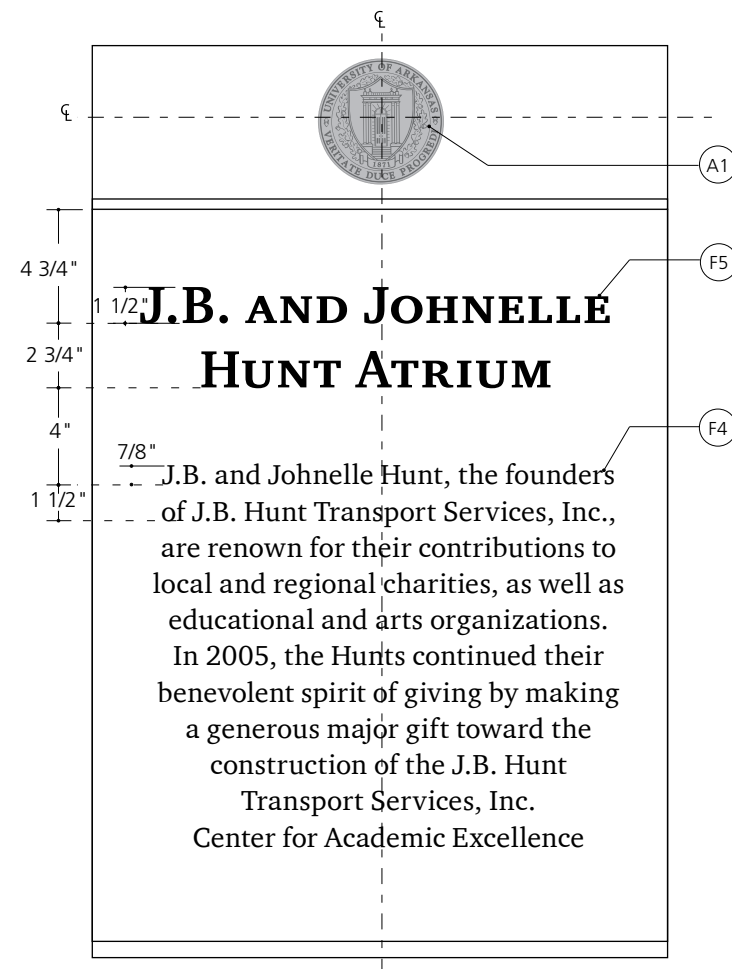 ℄
℄
UNIVERSITY OF ARKANSAS
VERITATE DUCE PROGREDI
1871
A1
4 3/4"
F5
1 1/2"
J.B. AND JOHNELLE
2 3/4"
HUNT ATRIUM
4"
F4
7/8"
1 1/2"
J.B. and Johnelle Hunt, the founders
of J.B. Hunt Transport Services, Inc.,
are renown for their contributions to
local and regional charities, as well as
educational and arts organizations.
In 2005, the Hunts continued their
benevolent spirit of giving by making
a generous major gift toward the
construction of the J.B. Hunt
Transport Services, Inc.
Center for Academic Excellence